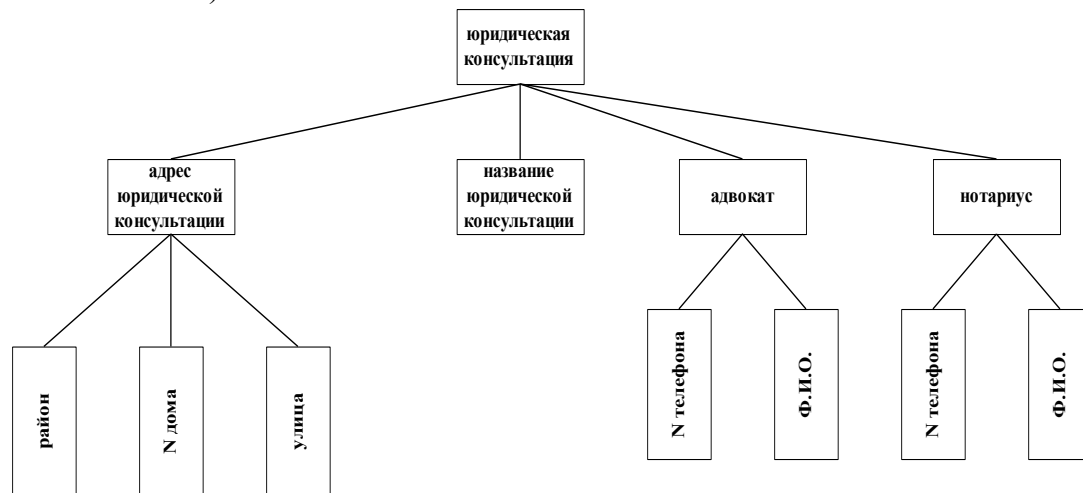 юридическая
консультация
адрес
юридической
консультации
название
юридической
консультации
адвокат
нотариус
район
N дома
улица
N телефона
Ф.И.О.
N телефона
Ф.И.О.